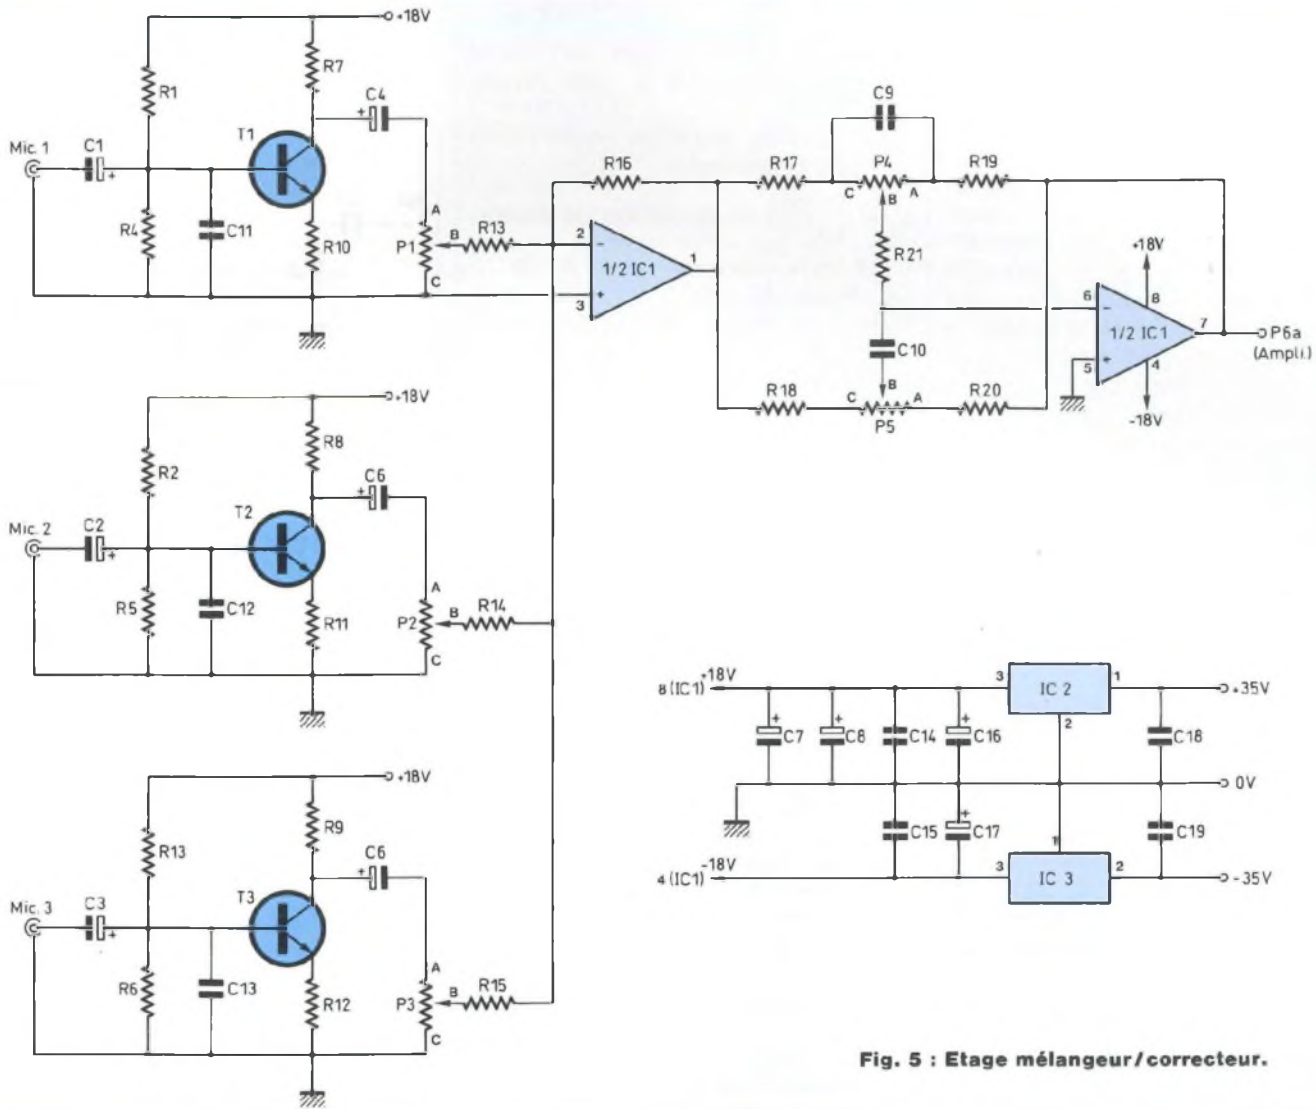 +18V
R7
R1
C4
T1
Mic. 1
C1
+
+
R4
C11
R10
A
P1
B
C
R13
R16
2
-
1/2 IC1
1
+
3
C9
R17
P4
R19
C
B
A
R21
C10
R18
C
B
A
R20
P5
+18V
6
-
8
1/2 IC1
7
5
+
4
-18V
P6a
(Ampli.)
+18V
R8
R2
C6
T2
Mic. 2
C2
+
+
R5
C12
R11
A
P2
B
C
R14
+18V
R9
R13
C6
T3
Mic. 3
C3
+
+
R6
C13
R12
A
P3
B
C
R15
8 (IC1)
+18V
3
IC 2
1
+35V
2
+
C7
+
C8
C14
+
C16
C18
0V
C15
+
C17
1
C19
4 (IC1)
-18V
3
IC 3
2
-35V
Fig. 5 : Etage mélangeur/correcteur.